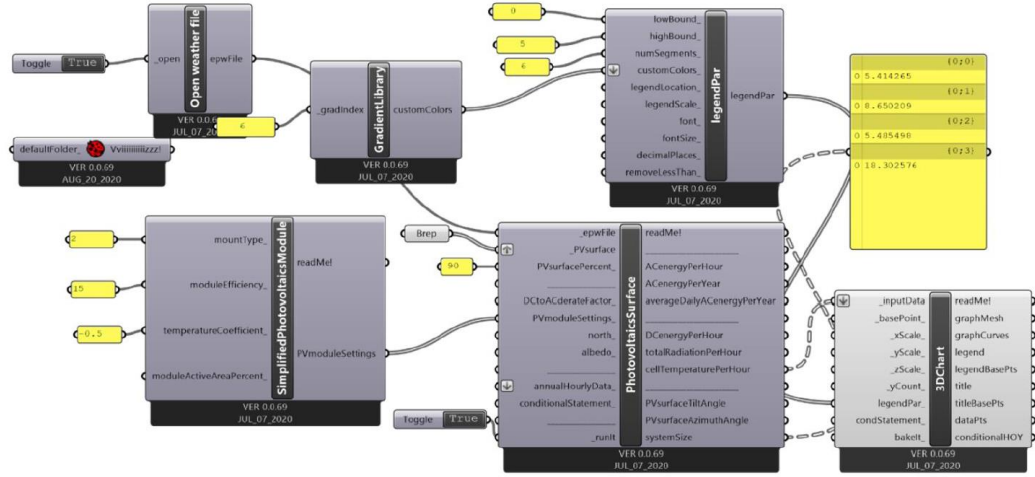 Toggle True
_open
epwFile
Open weather file
VER 0.0.69
JUL_07_2020
defaultFolder_
Vviiiiiiiiizzz!
VER 0.0.69
AUG_20_2020
6
_gradIndex
customColors
GradientLibrary
VER 0.0.69
JUL_07_2020
0
5
6
lowBound_
highBound_
numSegments_
customColors_
legendLocation_
legendScale_
font_
fontSize_
decimalPlaces_
removeLessThan_
legendPar
legendPar
VER 0.0.69
JUL_07_2020
{0;0}
0 5.414265
{0;1}
0 8.650209
{0;2}
0 5.485498
{0;3}
0 18.302576
2
15
-0.5
mountType_
moduleEfficiency_
temperatureCoefficient_
moduleActiveAreaPercent_
SimplifiedPhotovoltaicsModule
readMe!
PVmoduleSettings
VER 0.0.69
JUL_07_2020
Brep
90
Toggle True
_epwFile
_PVsurface
PVsurfacePercent_
DCtoACderateFactor_
PVmoduleSettings_
north_
albedo_
annualHourlyData_
conditionalStatement_
_runIt
PhotovoltaicsSurface
readMe!
ACenergyPerHour
ACenergyPerYear
averageDailyACenergyPerYear
DCenergyPerHour
totalRadiationPerHour
cellTemperaturePerHour
PVsurfaceTiltAngle
PVsurfaceAzimuthAngle
systemSize
VER 0.0.69
JUL_07_2020
_inputData
_basePoint_
_xScale_
_yScale_
_zScale_
_yCount_
legendPar_
condStatement_
bakeIt_
3DChart
readMe!
graphMesh
graphCurves
legend
legendBasePts
title
titleBasePts
dataPts
conditionalHOY
VER 0.0.69
JUL_07_2020